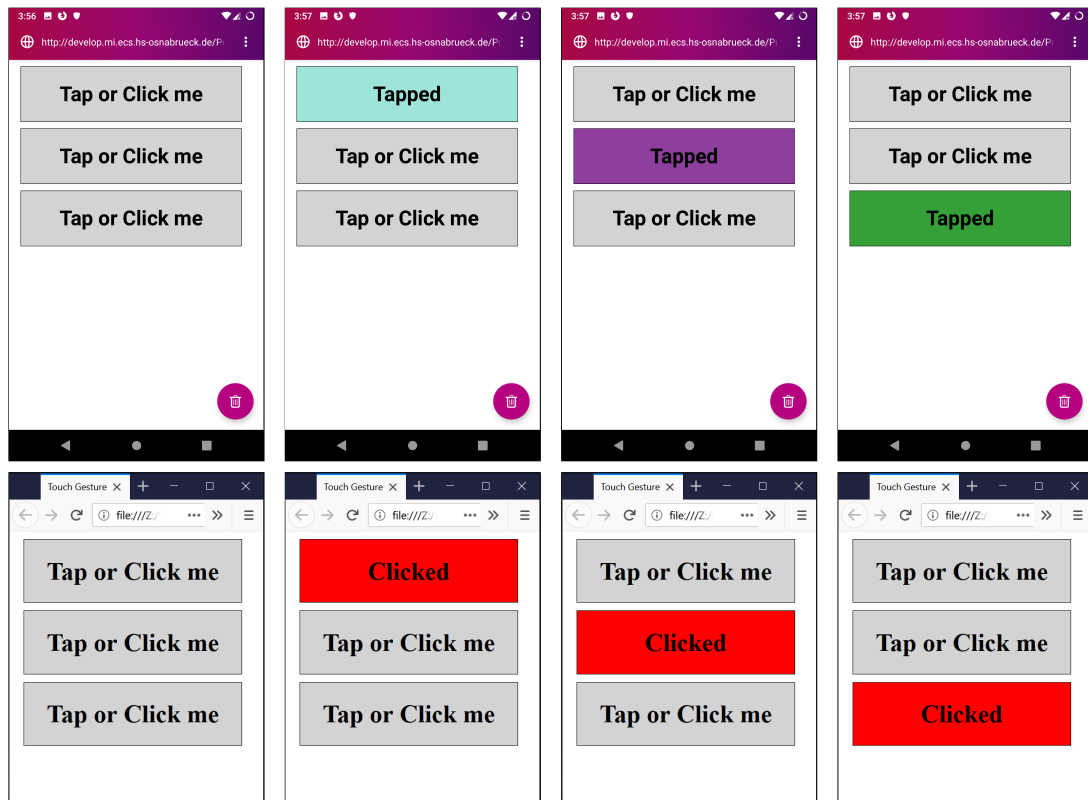 3:56
http://develop.mi.ecs.hs-osnabrueck.de/P
Tap or Click me
Tap or Click me
Tap or Click me
3:57
http://develop.mi.ecs.hs-osnabrueck.de/P
Tapped
Tap or Click me
Tap or Click me
3:57
http://develop.mi.ecs.hs-osnabrueck.de/P
Tap or Click me
Tapped
Tap or Click me
3:57
http://develop.mi.ecs.hs-osnabrueck.de/P
Tap or Click me
Tap or Click me
Tapped
Touch Gesture
file:///Z:/
Tap or Click me
Tap or Click me
Tap or Click me
Touch Gesture
file:///Z:/
Clicked
Tap or Click me
Tap or Click me
Touch Gesture
file:///Z:/
Tap or Click me
Clicked
Tap or Click me
Touch Gesture
file:///Z:/
Tap or Click me
Tap or Click me
Clicked